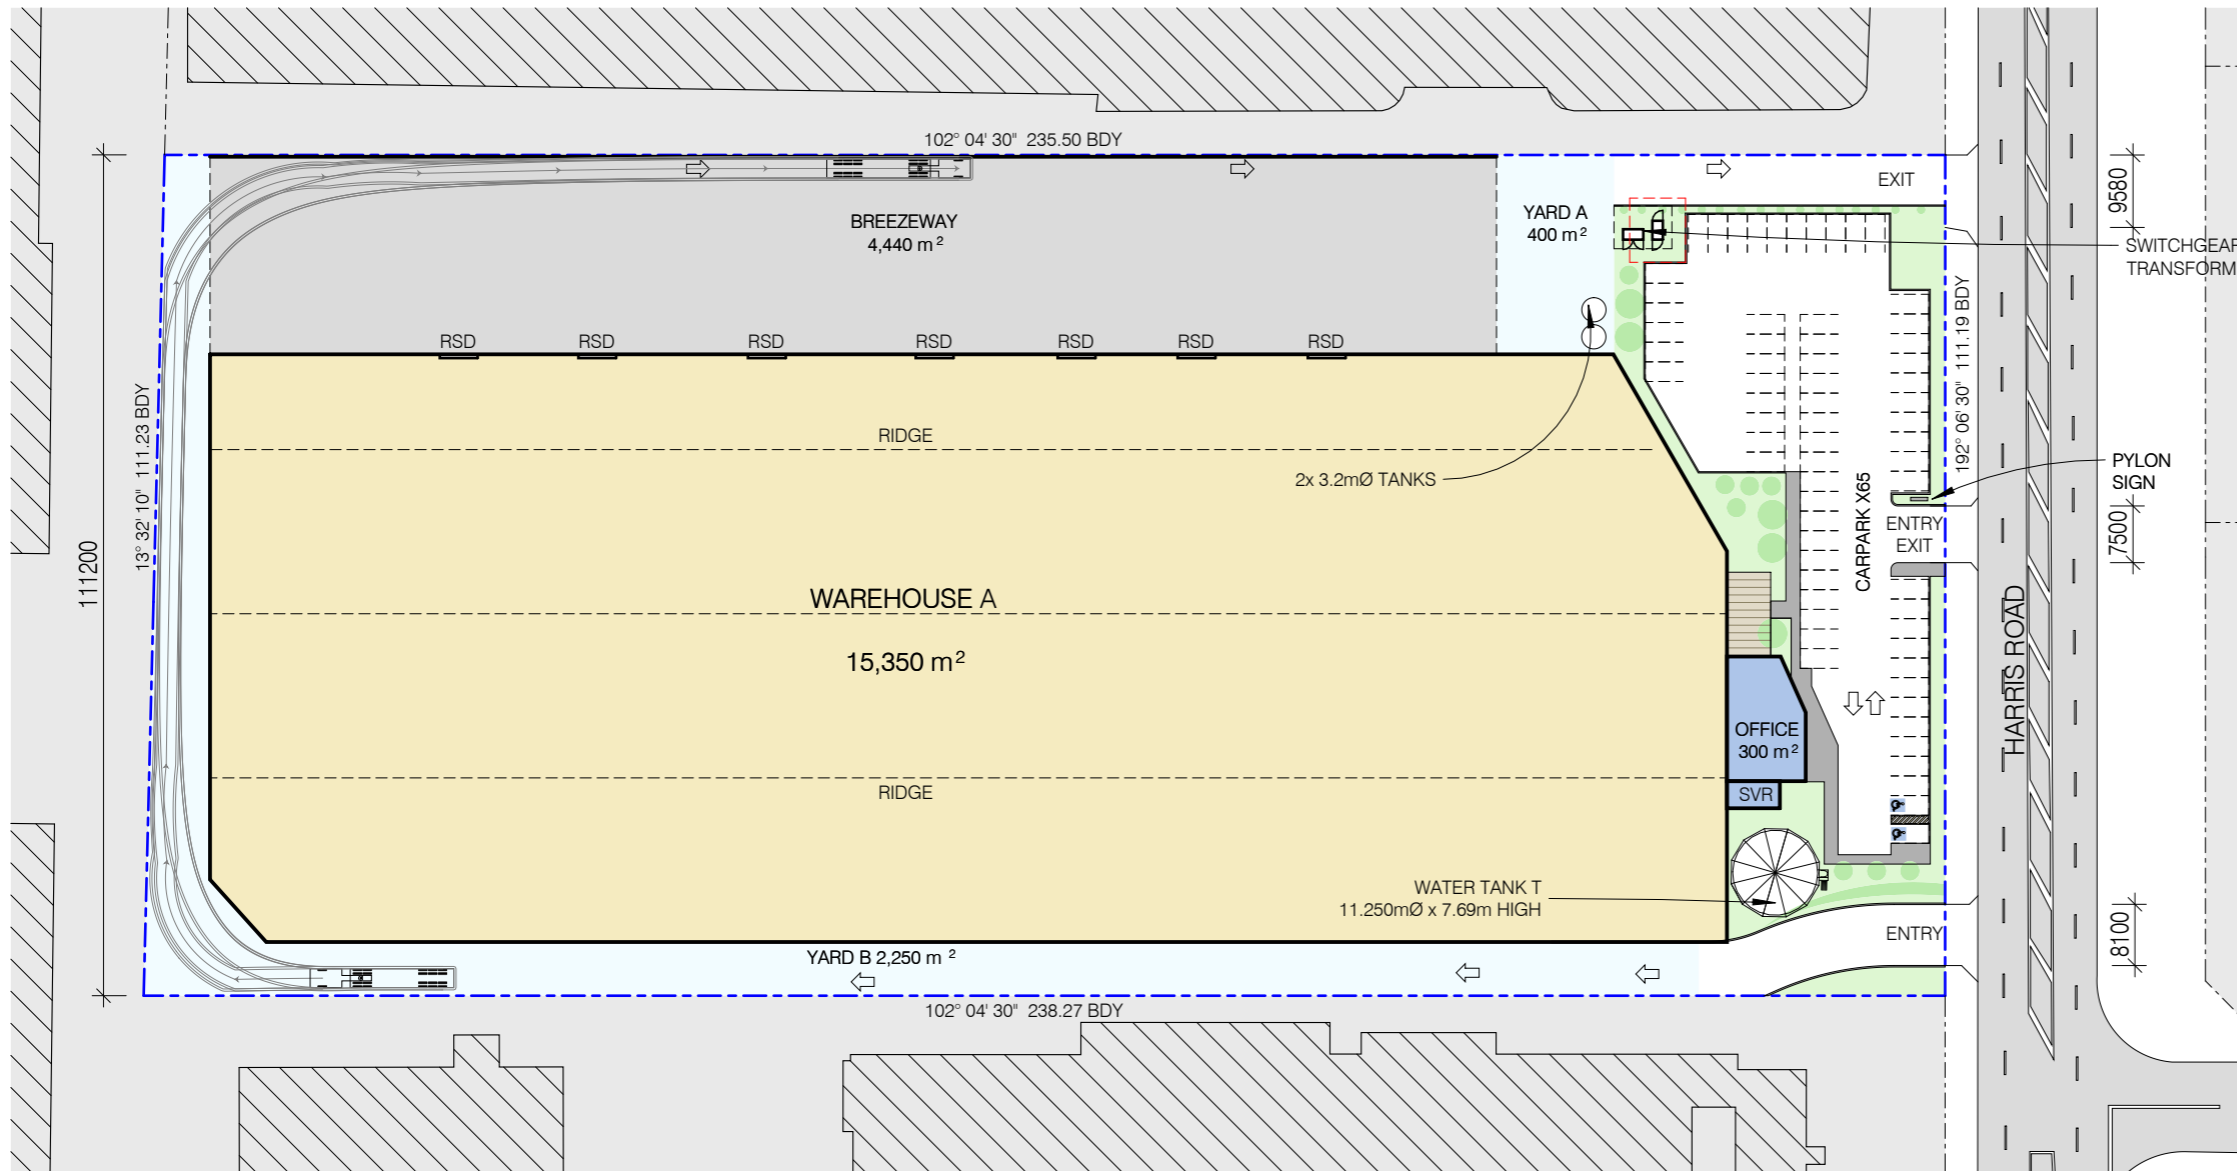 102° 04' 30" 235.50 BDY
EXIT
9580
BREEZEWAY
4,440 m²
YARD A
400 m²
SWITCHGEAR
TRANSFORM
RSD
RSD
RSD
RSD
RSD
RSD
RSD
192° 06' 30" 111.19 BDY
13° 32' 10" 111.23 BDY
111200
RIDGE
2x 3.2mØ TANKS
PYLON
SIGN
CARPARK X65
ENTRY
EXIT
7500
WAREHOUSE A
15,350 m²
HARRIS ROAD
OFFICE
300 m²
RIDGE
SVR
WATER TANK T
11.250mØ x 7.69m HIGH
ENTRY
8100
YARD B 2,250 m²
102° 04' 30" 238.27 BDY